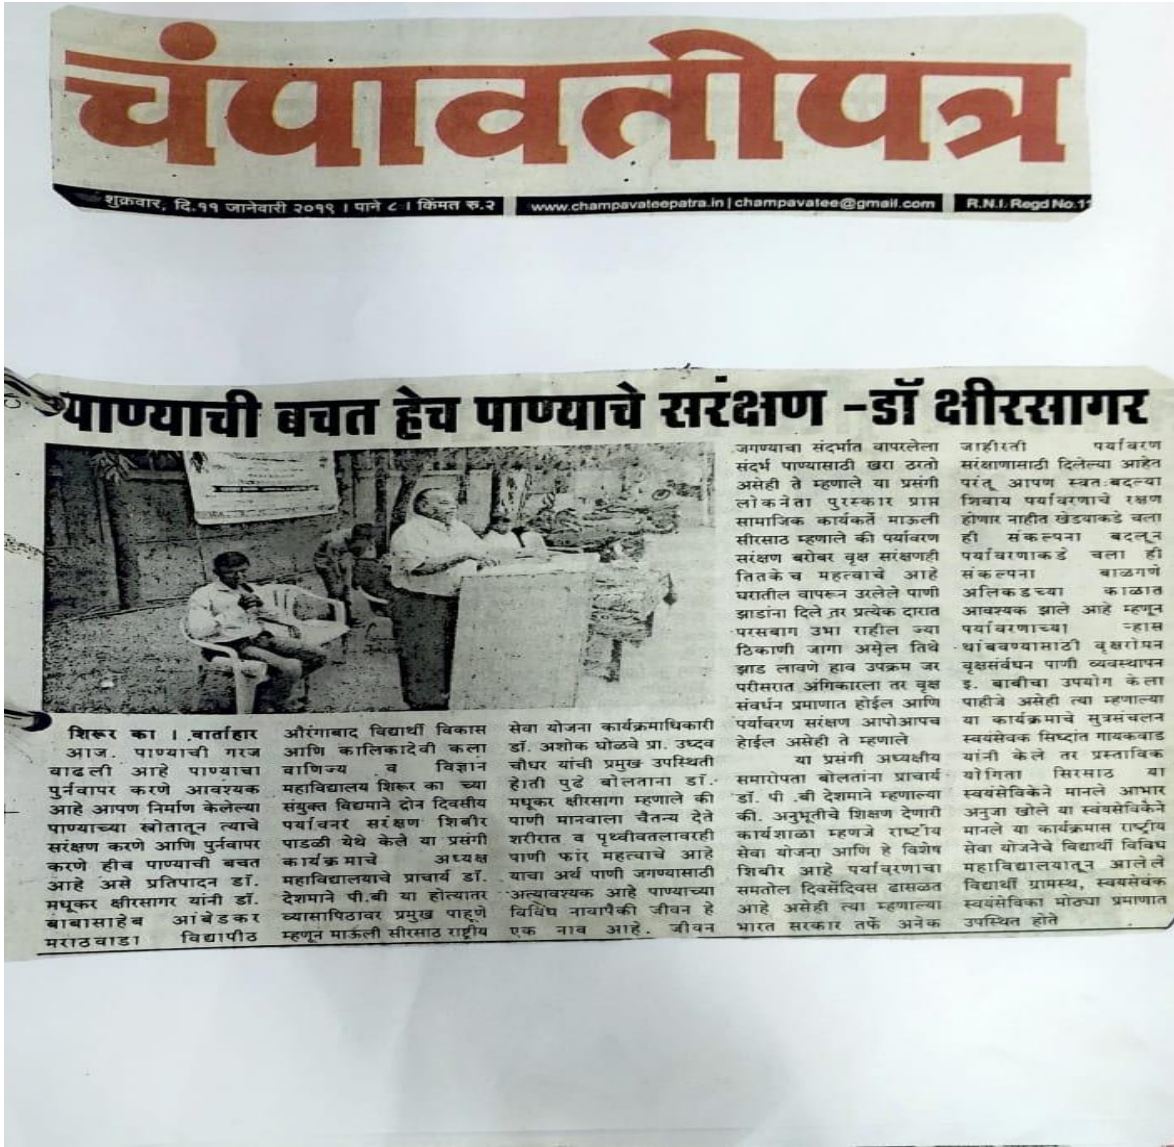 चंपावतीपत्र
शुक्रवार, दि.११ जानेवारी २०१९ । पाने ८ । किंमत रु.२ www.champavateepatra.in | champavatee@gmail.com R.N.I. Regd No.11
पाण्याची बचत हेच पाण्याचे सरंक्षण -डॉ क्षीरसागर
शिरूर का । वार्ताहार
आज. पाण्याची गरज
वाढली आहे पाण्याचा
पुर्नवापर करणे आवश्यक
आहे आपण निर्माण केलेल्या
पाण्याच्या स्रोतातून त्याचे
सरंक्षण करणे आणि पुर्नवापर
करणे हीच पाण्याची बचत
आहे असे प्रतिपादन डॉ.
मधूकर क्षीरसागर यांनी डॉ.
बाबासाहेब आंबेडकर
मराठवाडा विद्यापीठ
औरंगाबाद विद्यार्थी विकास
आणि कालिकादेवी कला
वाणिज्य व विज्ञान
महाविद्यालय शिरूर का च्या
संयुक्त विद्यमाने दोन दिवसीय
पर्यावनर सरंक्षण शिबीर
पाडळी येथे केले या प्रसंगी
कार्यक्रमाचे अध्यक्ष
महाविद्यालयाचे प्राचार्य डॉ.
देशमाने पी.बी या होत्यातर
व्यासापिठावर प्रमुख पाहूणे
म्हणून माऊली सीरसाठ राष्ट्रीय
सेवा योजना कार्यक्रमाधिकारी
डॉ. अशोक घोळवे प्रा. उध्दव
चौधर यांची प्रमुख उपस्थिती
होती पुढे बोलताना डॉ.
मधूकर क्षीरसागा म्हणाले की
पाणी मानवाला चैतन्य देते
शरीरात व पृथ्वीवतलावरही
पाणी फार महत्वाचे आहे
याचा अर्थ पाणी जगण्यासाठी
अत्यावश्यक आहे पाण्याच्या
विविध नावापैकी जीवन हे
एक नाव आहे. जीवन
जगण्याचा संदर्भात वापरलेला
संदर्भ पाण्यासाठी खरा ठरतो
असेही ते म्हणाले या प्रसंगी
लोकनेता पुरस्कार प्राप्त
सामाजिक कार्यकर्ते माऊली
सीरसाठ म्हणाले की पर्यावरण
सरंक्षण बरोबर वृक्ष सरंक्षणही
तितकेच महत्वाचे आहे
घरातील वापरून उरलेले पाणी
झाडांना दिले तर प्रत्येक दारात
परसबाग उभा राहील ज्या
ठिकाणी जागा असेल तिथे
झाड लावणे हाव उपक्रम जर
परीसरात अंगिकारला तर वृक्ष
संवर्धन प्रमाणात होईल आणि
पर्यावरण सरंक्षण आपोआपच
होईल असेही ते म्हणाले
या प्रसंगी अध्यक्षीय
समारोपता बोलतांना प्राचार्य
डॉ. पी .बी देशमाने म्हणाल्या
की. अनुभूतीचे शिक्षण देणारी
कार्यशाळा म्हणजे राष्टीय
सेवा योजना आणि हे विशेष
शिबीर आहे पर्यावरणाचा
समतोल दिवसेंदिवस ढासळत
आहे असेही त्या म्हणाल्या
भारत सरकार तर्फे अनेक
जाहीरती पर्यावरण
सरंक्षाणासाठी दिलेल्या आहेत
परंतू आपण स्वतःबदल्या
शिवाय पर्यावरणाचे रक्षण
होणार नाहीत खेडयाकडे चला
ही संकल्पना बदलून
पर्यावरणाकडे चला ही
संकल्पना बाळगणे
अलिकडच्या काळात
आवश्यक झाले आहे म्हणून
पर्यावरणाच्या ऱ्हास
थांबवण्यासाठी वृक्षरोपन
वृक्षसंवर्धन पाणी व्यवस्थापन
इ. बाबींचा उपयोग केला
पाहीजे असेही त्या म्हणाल्या
या कार्यक्रमाचे सुत्रसंचलन
स्वयंसेवक सिध्दांत गायकवाड
यांनी केले तर प्रस्ताविक
योगिता सिरसाठ या
स्वयंसेविकेने मानले आभार
अनुजा खोले या स्वंयसेविकेने
मानले या कार्यक्रमास राष्ट्रीय
सेवा योजनेचे विद्यार्थी विविध
महाविद्यालयातून आलेले
विद्यार्थी ग्रामस्थ, स्वयसेवक
स्वयंसेविका मोठ्या प्रमाणात
उपस्थित होते